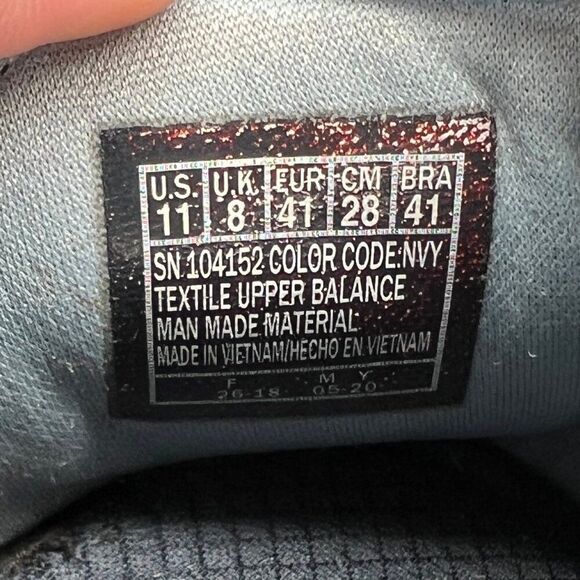 U.S. U.K. EUR CM BRA
11 8 41 28 41
SN 104152 COLOR CODE:NVY
TEXTILE UPPER BALANCE
MAN MADE MATERIAL
MADE IN VIETNAM/HECHO EN VIETNAM
F M Y
26-18 05-20